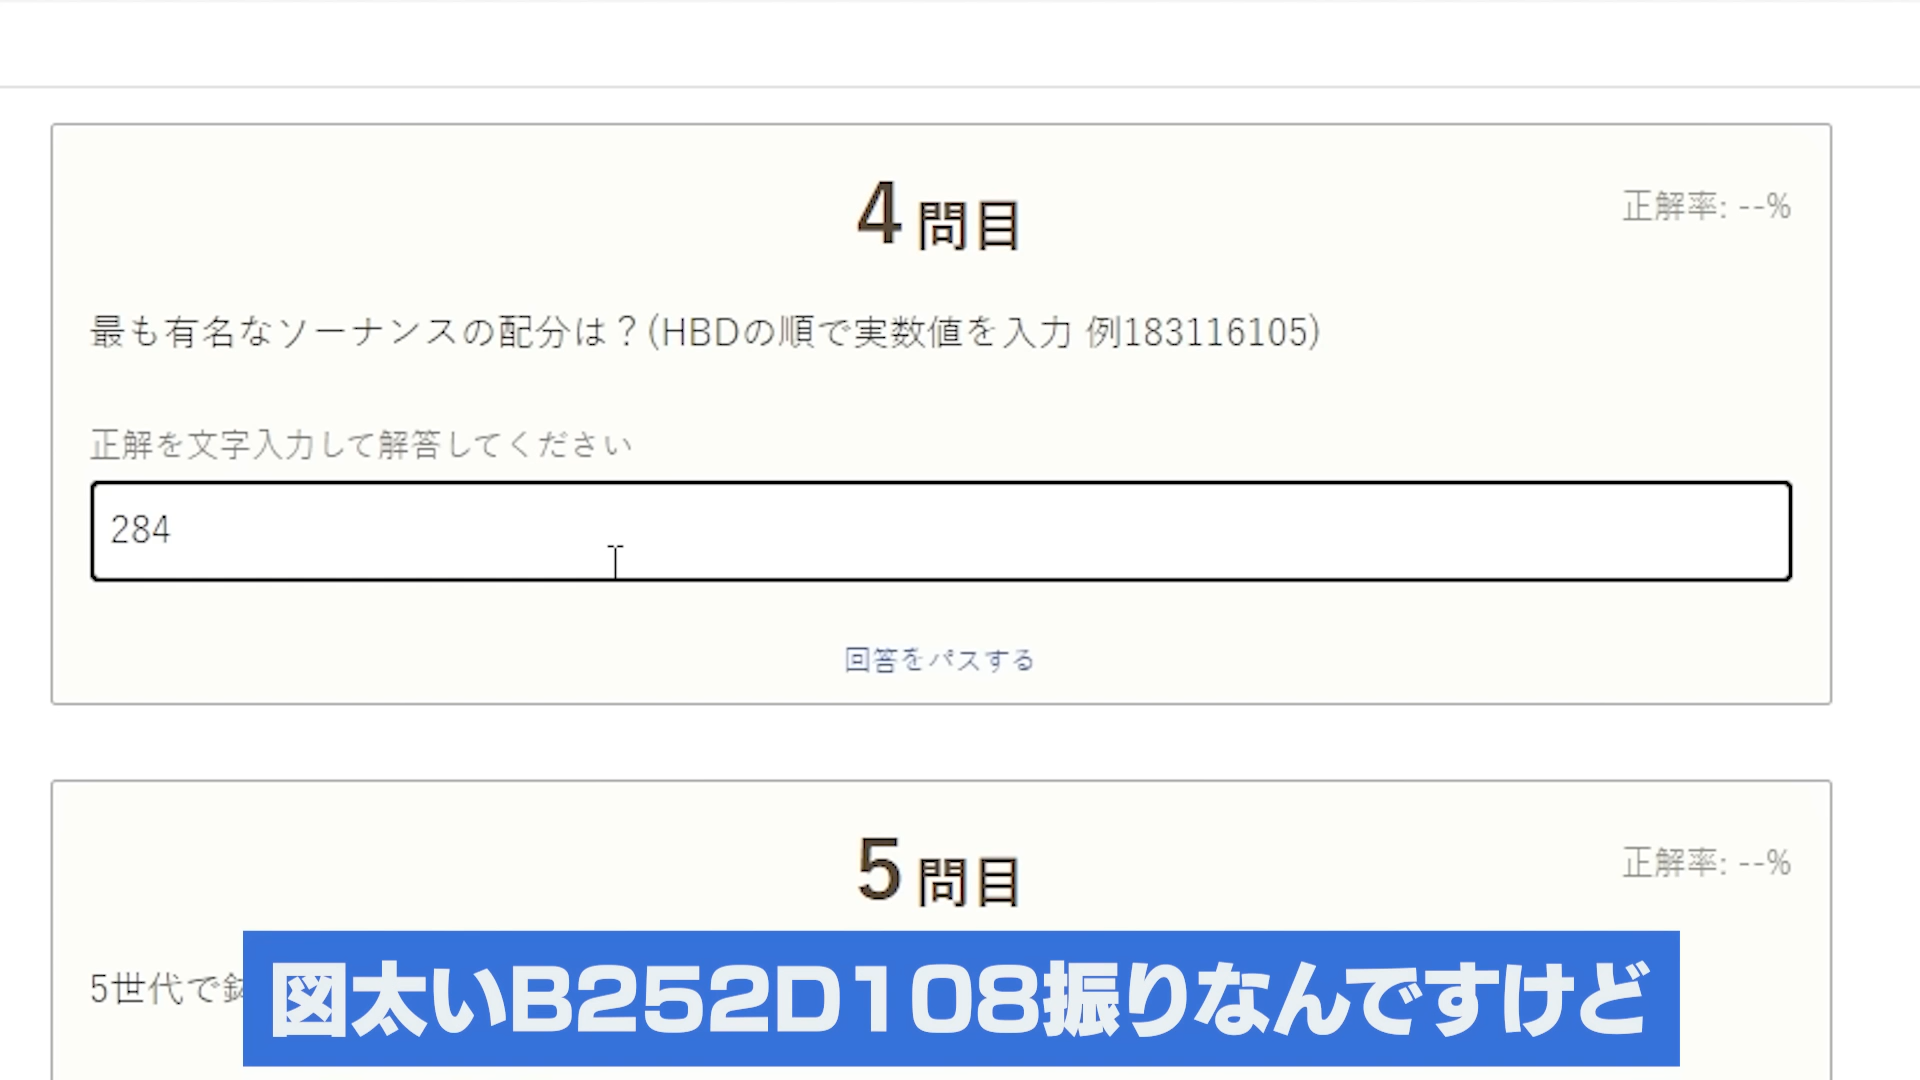 4問目
正解率: --%
最も有名なソーナンスの配分は？(HBDの順で実数値を入力 例183116105)
正解を文字入力して解答してください
284
回答をパスする
5問目
正解率: --%
5世代で
図太いB252D108振りなんですけど